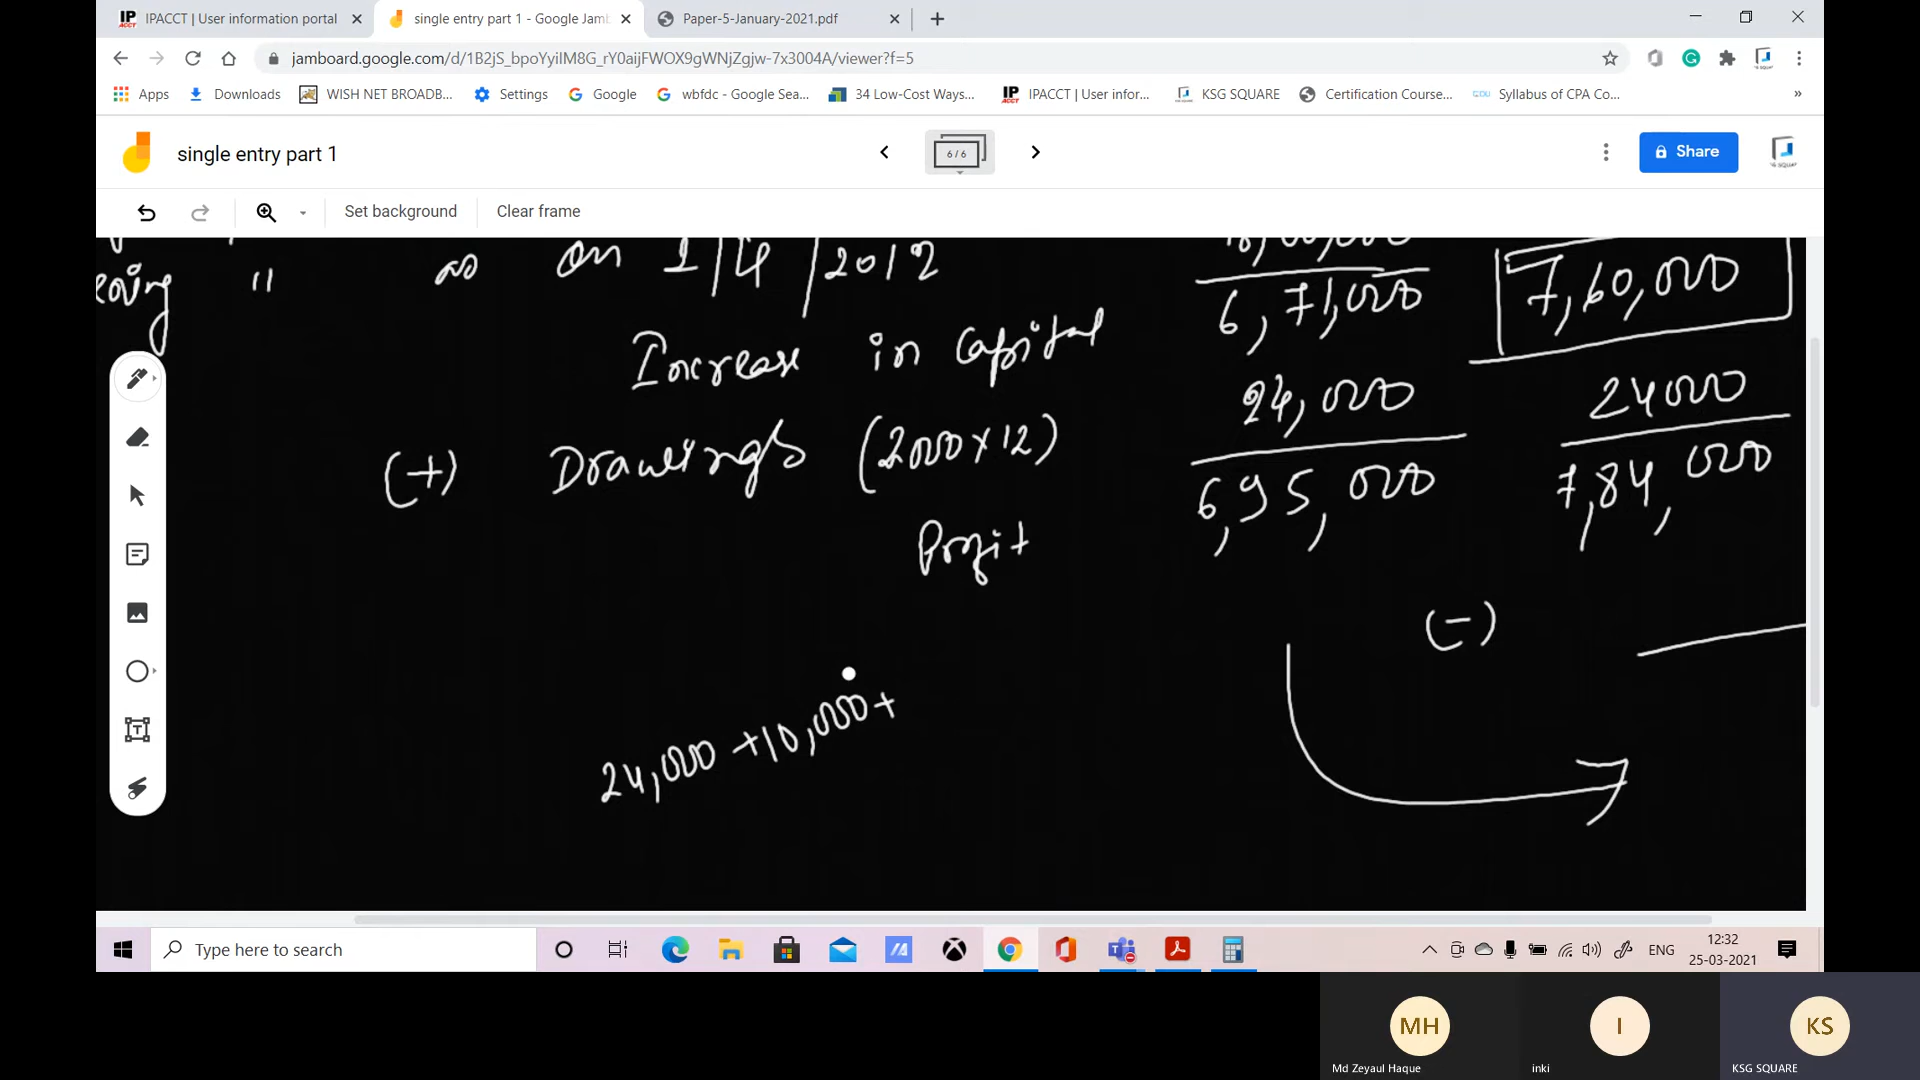 IPACCT | User information portal
single entry part 1 - Google Jamb
Paper-5-January-2021.pdf
jamboard.google.com/d/1B2jS_bpoYyilM8G_rY0aijFWOX9gWNjZgjw-7x3004A/viewer?f=5
Apps
Downloads
WISH NET BROADB...
Settings
Google
wbfdc - Google Sea...
34 Low-Cost Ways...
IPACCT | User infor...
KSG SQUARE
Certification Course...
Syllabus of CPA Co...
»
single entry part 1
6 / 6
Share
Set background
Clear frame
" as on 1/4/2012
6,71,000 7,60,000
Increase in Capital
(+) Drawings (2000×12) 24,000 24000
Profit 6,95,000 7,84,000
(-)
24,000 +10,000+
Type here to search
ENG
12:32
25-03-2021
MH
I
KS
Md Zeyaul Haque
inki
KSG SQUARE